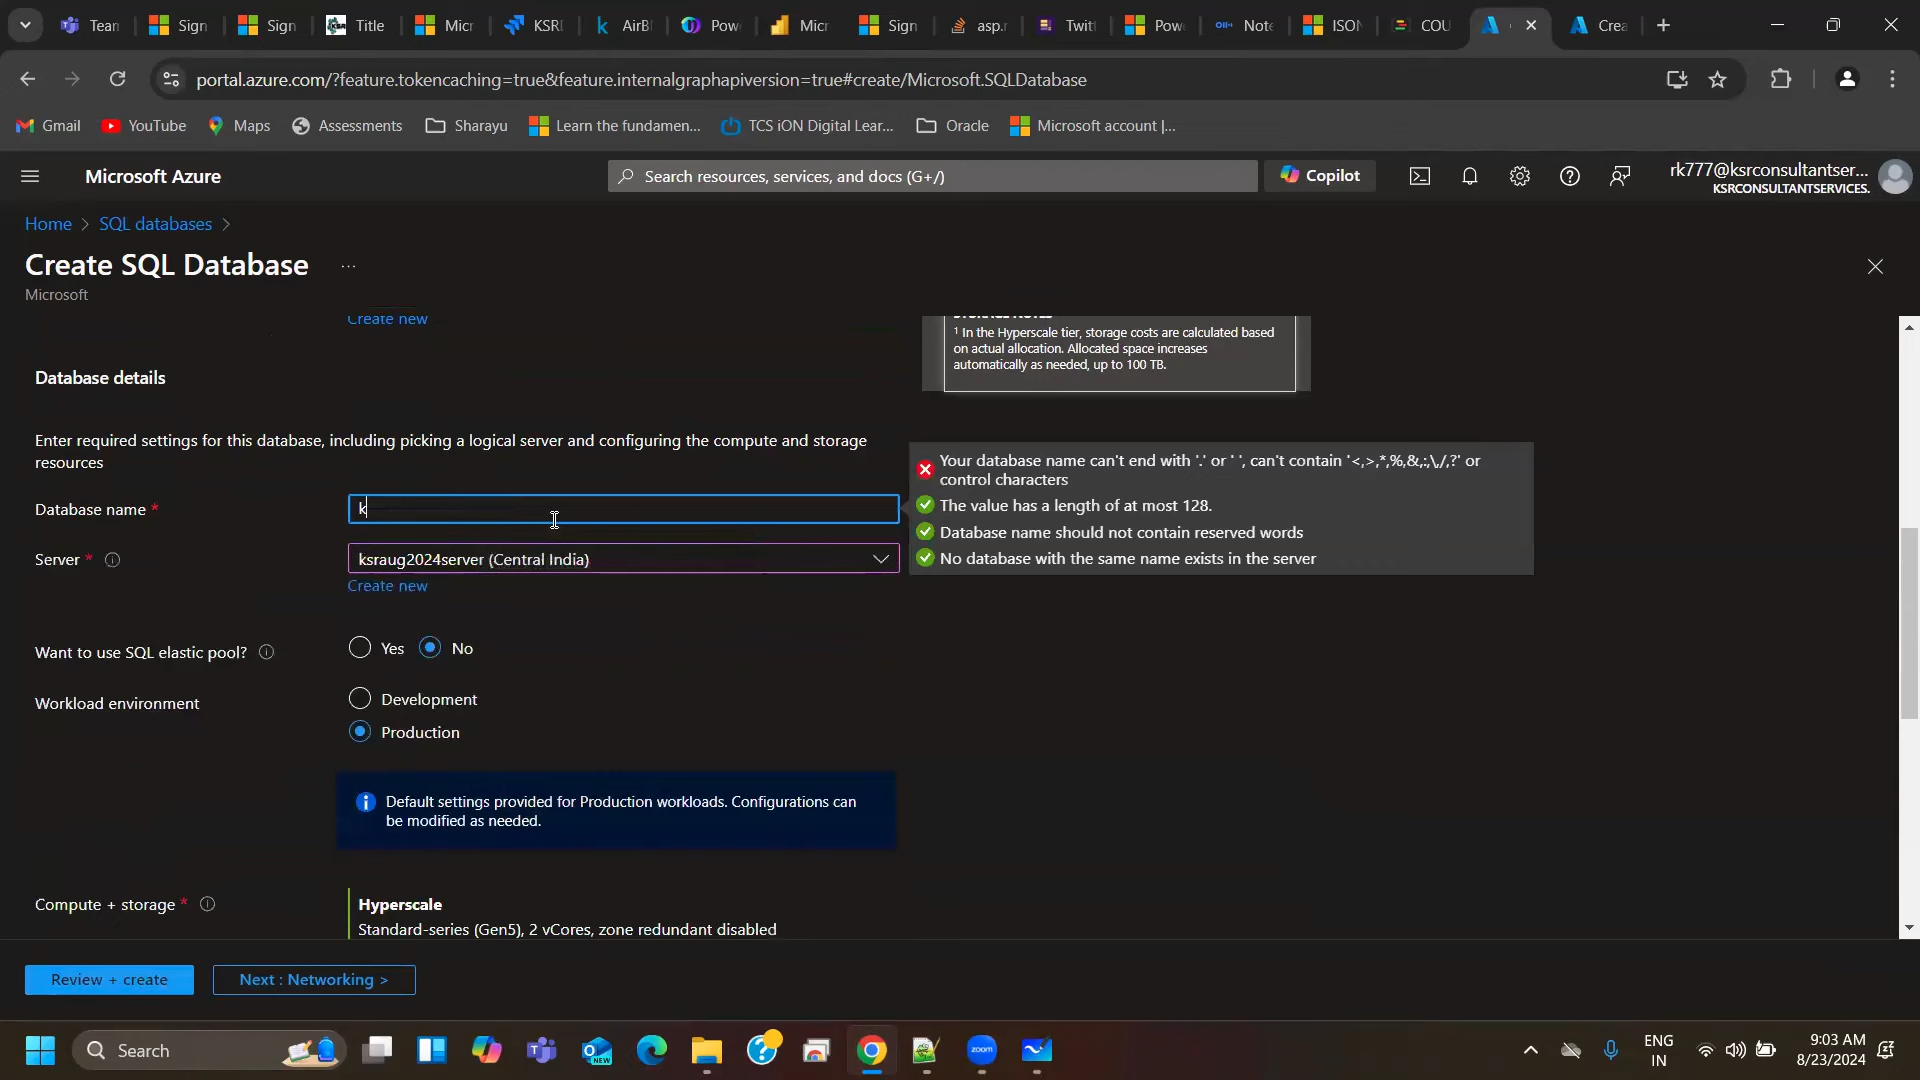 Team
Sign
Sign
Title
Micr
KSRI
AirBl
Powe
Micr
Sign
asp.n
Twitt
Powe
Note
ISON
COU
Crea
portal.azure.com/?feature.tokencaching=true&feature.internalgraphapiversion=true#create/Microsoft.SQLDatabase
Gmail
YouTube
Maps
Assessments
Sharayu
Learn the fundamen...
TCS iON Digital Lear...
Oracle
Microsoft account |...
Microsoft Azure
Search resources, services, and docs (G+/)
Copilot
rk777@ksrconsultantser...
KSRCONSULTANTSERVICES.
Home > SQL databases >
Create SQL Database ...
Microsoft
Create new
STORAGE NOTES
¹ In the Hyperscale tier, storage costs are calculated based
on actual allocation. Allocated space increases
automatically as needed, up to 100 TB.
Database details
Enter required settings for this database, including picking a logical server and configuring the compute and storage
resources
Database name *
k
Your database name can't end with '.' or ' ', can't contain '<,>,*,%,&,:,\,/,?' or
control characters
The value has a length of at most 128.
Database name should not contain reserved words
No database with the same name exists in the server
Server *
ksraug2024server (Central India)
Create new
Want to use SQL elastic pool?
Yes
No
Workload environment
Development
Production
Default settings provided for Production workloads. Configurations can
be modified as needed.
Compute + storage *
Hyperscale
Standard-series (Gen5), 2 vCores, zone redundant disabled
Review + create
Next : Networking >
Search
NEW
zoom
ENG
IN
9:03 AM
8/23/2024